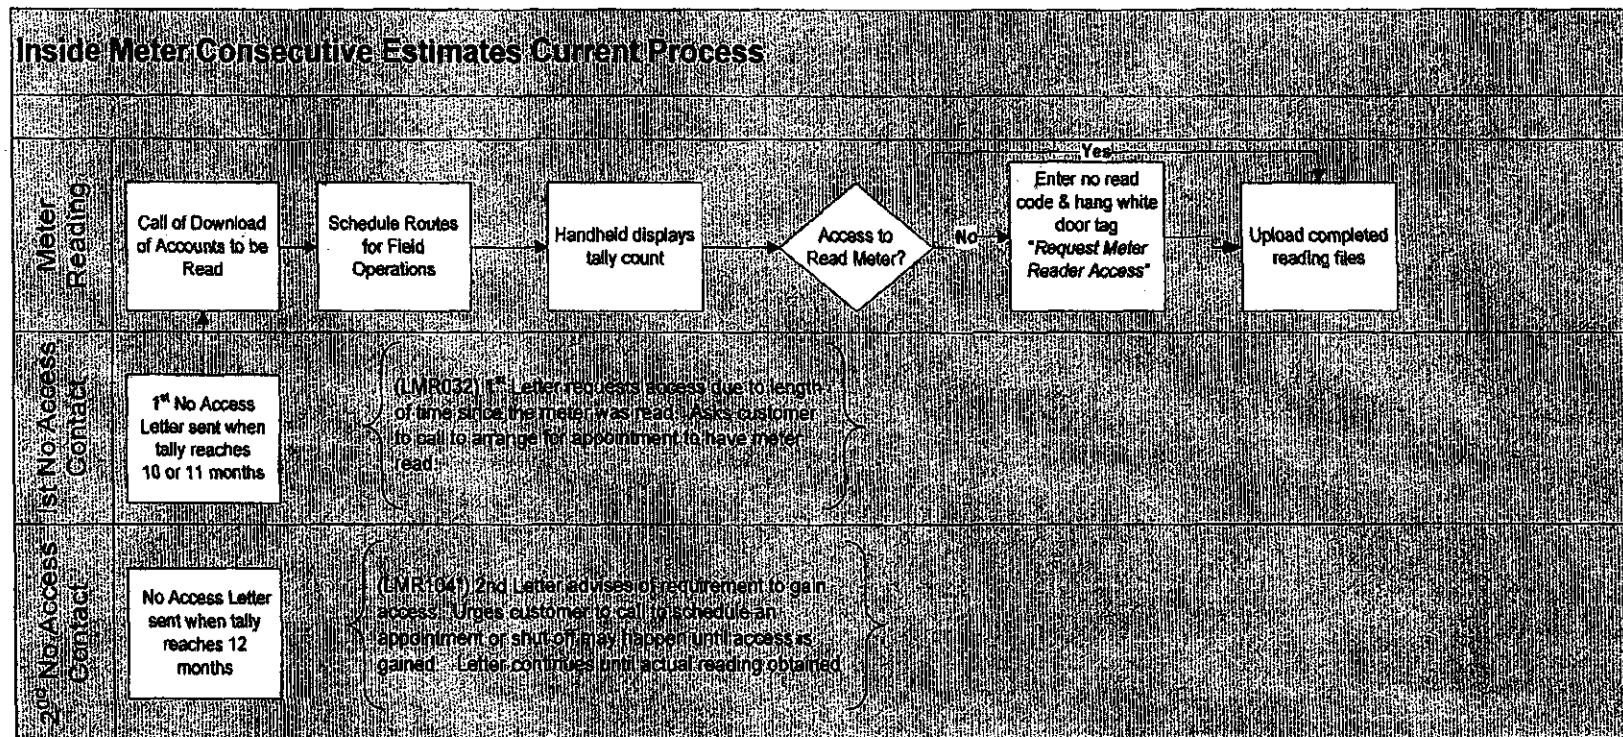 Inside Meter Consecutive Estimates Current Process
Meter
Reading
Call of Download
of Accounts to be
Read
Schedule Routes
for Field
Operations
Handheld displays
tally count
Access to
Read Meter?
Yes
No
Enter no read
code & hang white
door tag
"Request Meter
Reader Access"
Upload completed
reading files
1st No Access
Contact
1st No Access
Letter sent when
tally reaches
10 or 11 months
(LMR032) 1st Letter requests access due to length
of time since the meter was read. Asks customer
to call to arrange for appointment to have meter
read.
2nd No Access
Contact
No Access Letter
sent when tally
reaches 12
months
(LMR1041) 2nd Letter advises of requirement to gain
access. Urges customer to call to schedule an
appointment or shut off may happen until access is
gained. Letter continues until actual reading obtained